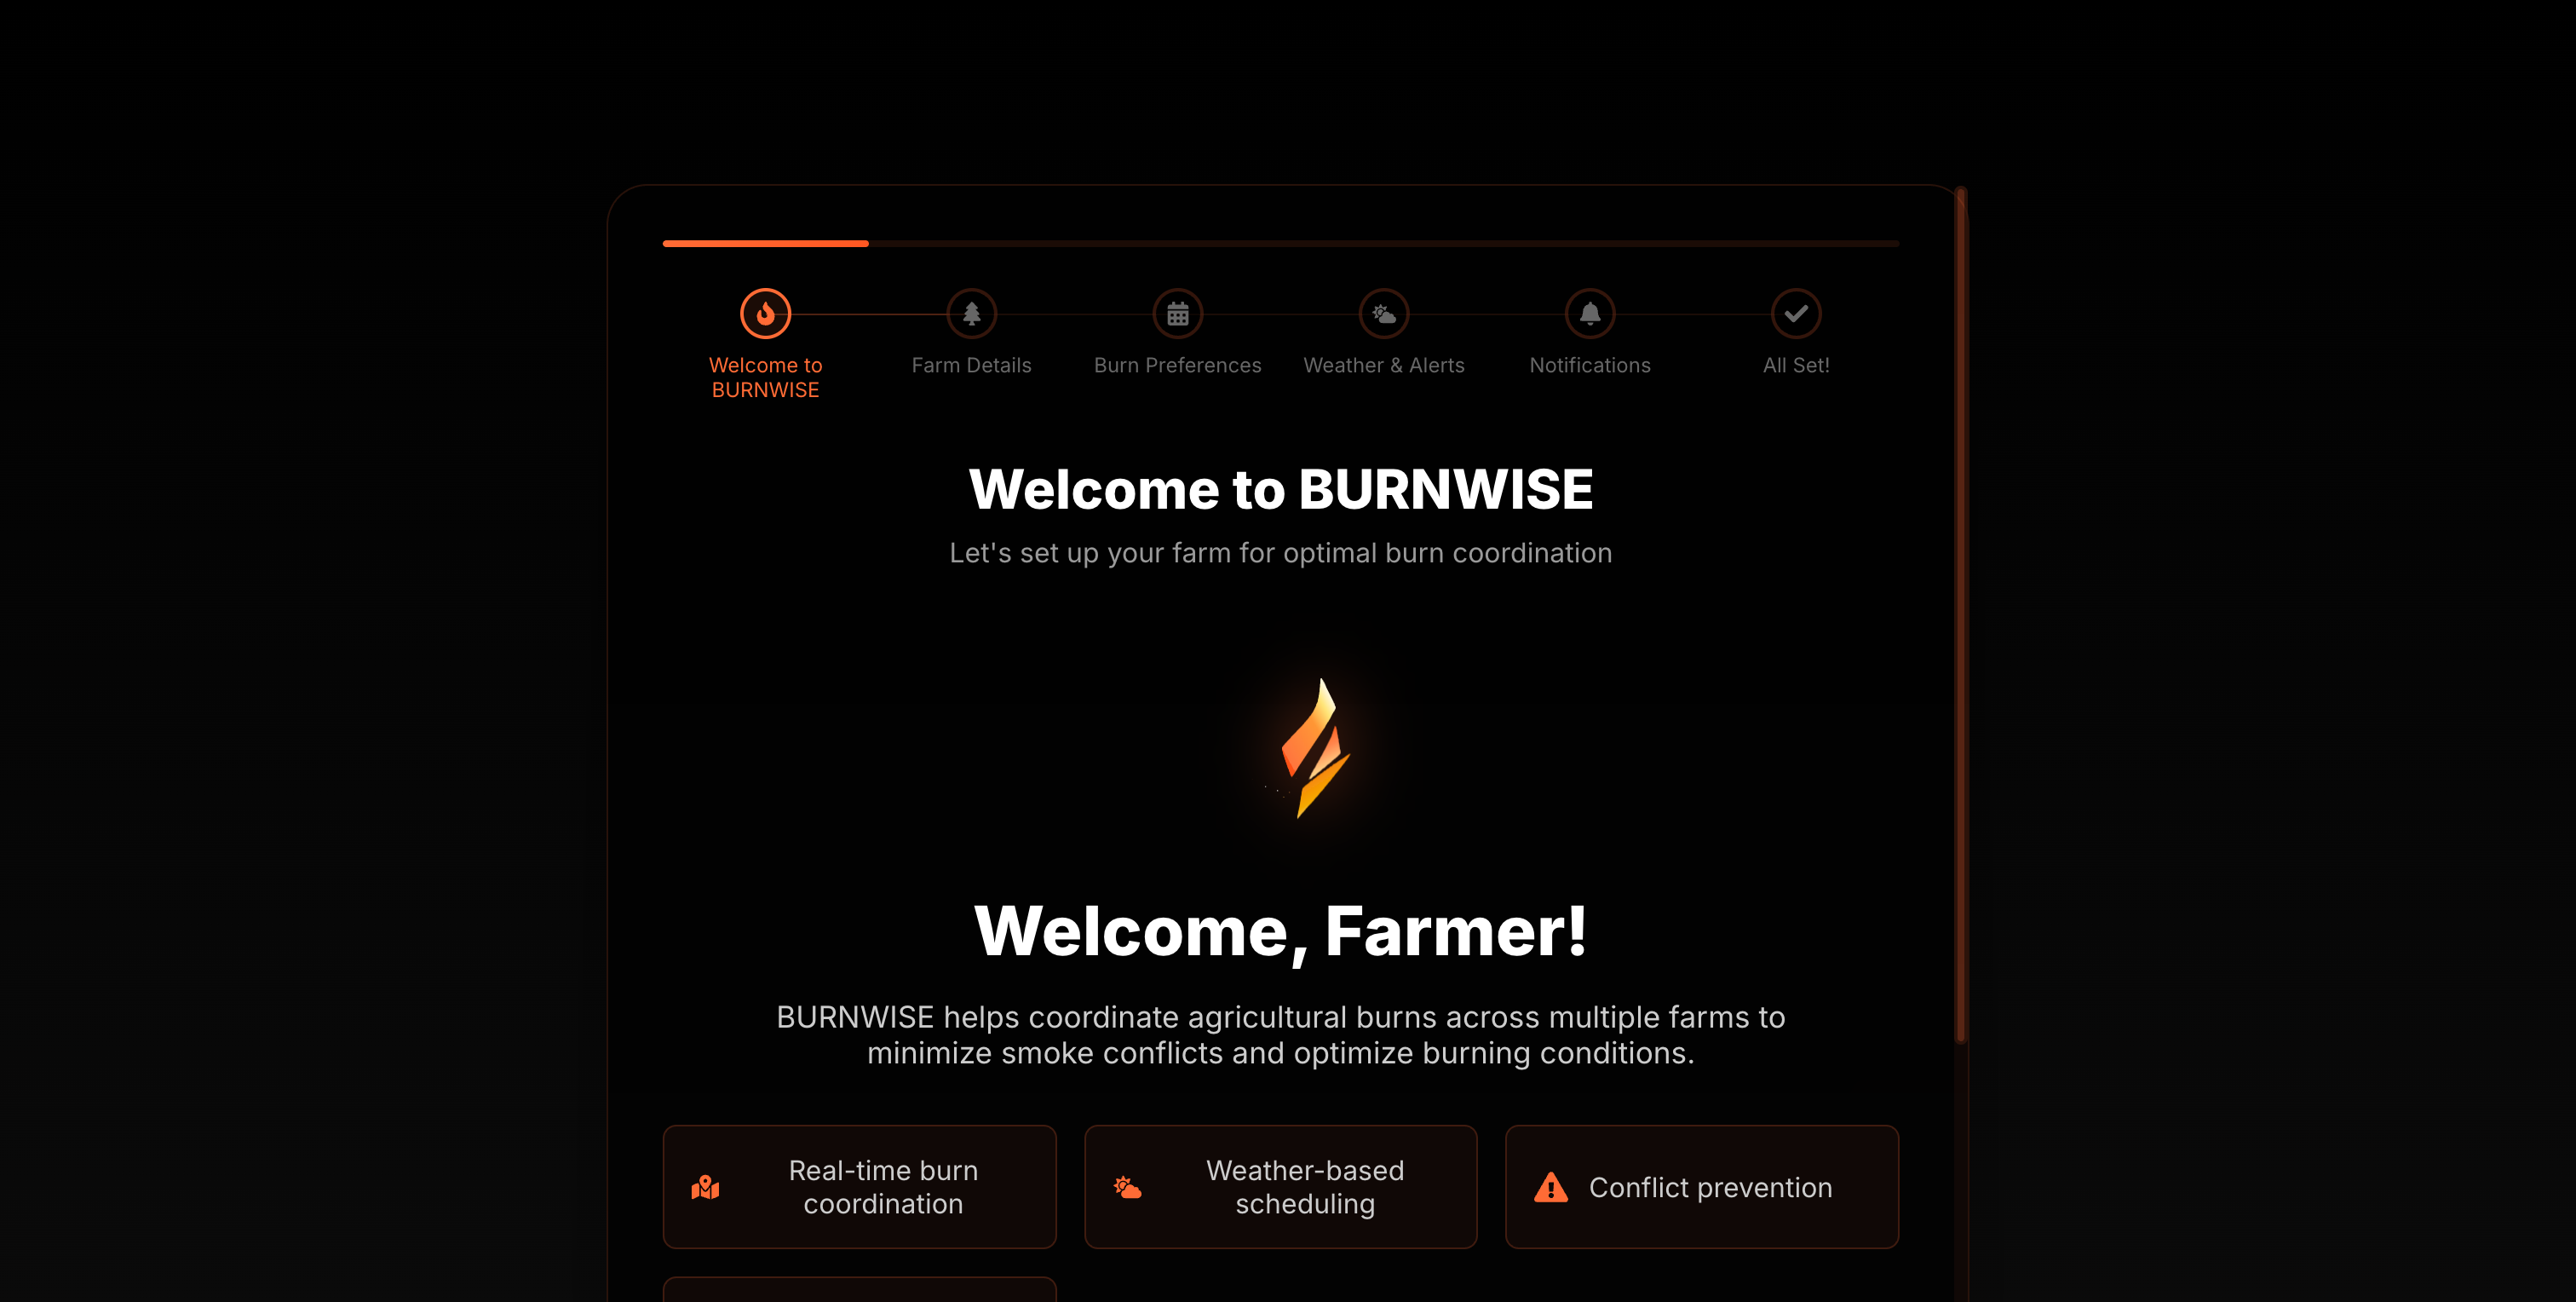 Welcome to
BURNWISE
Farm Details
Burn Preferences
Weather & Alerts
Notifications
All Set!
Welcome to BURNWISE
Let's set up your farm for optimal burn coordination
Welcome, Farmer!
BURNWISE helps coordinate agricultural burns across multiple farms to
minimize smoke conflicts and optimize burning conditions.
Real-time burn
coordination
Weather-based
scheduling
Conflict prevention